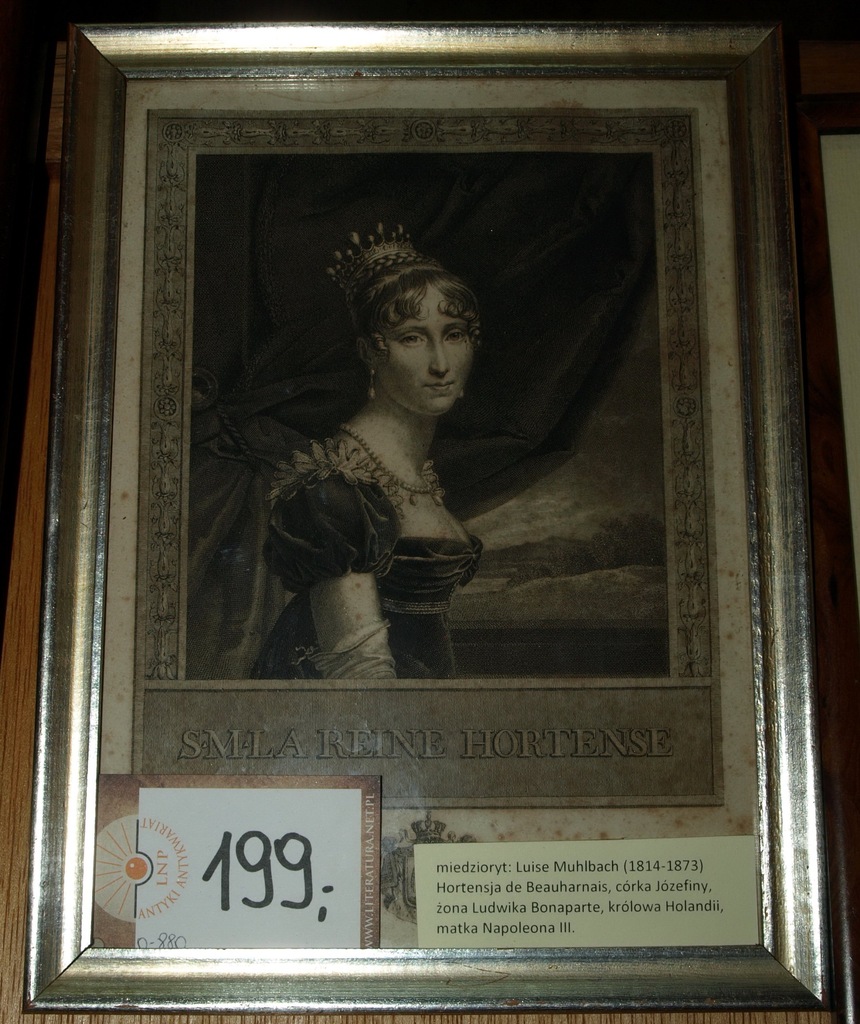 S·M·LA REINE HORTENSE
LNP
ANTYKI ANTYKWARIAT
199,-
WWW.LITERATURA.NET.PL
miedzioryt: Luise Muhlbach (1814-1873)
Hortensja de Beauharnais, córka Józefiny,
żona Ludwika Bonaparte, królowa Holandii,
matka Napoleona III.